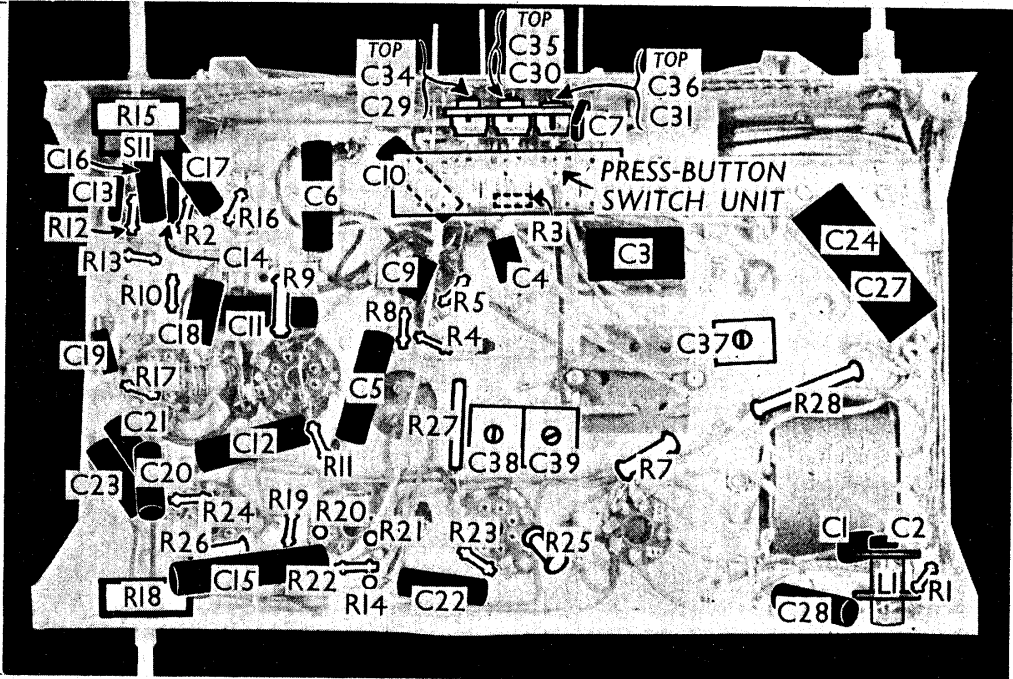 TOP
C35
C30
TOP
C34
C29
TOP
C36
C31
R15
S11
C7
C16
C17
C13
C6
C10
PRESS-BUTTON
SWITCH UNIT
R12
R2
R16
R3
R13
C14
C9
C4
C3
C24
C27
R10
R9
R5
C18
C11
R8
R4
C37
C19
R17
C5
R28
C21
C12
R27
R11
C38
C39
R7
C20
C23
R24
R19
R20
R21
R23
R25
C1
C2
R26
C15
R22
R14
C22
R18
C28
L1
R1